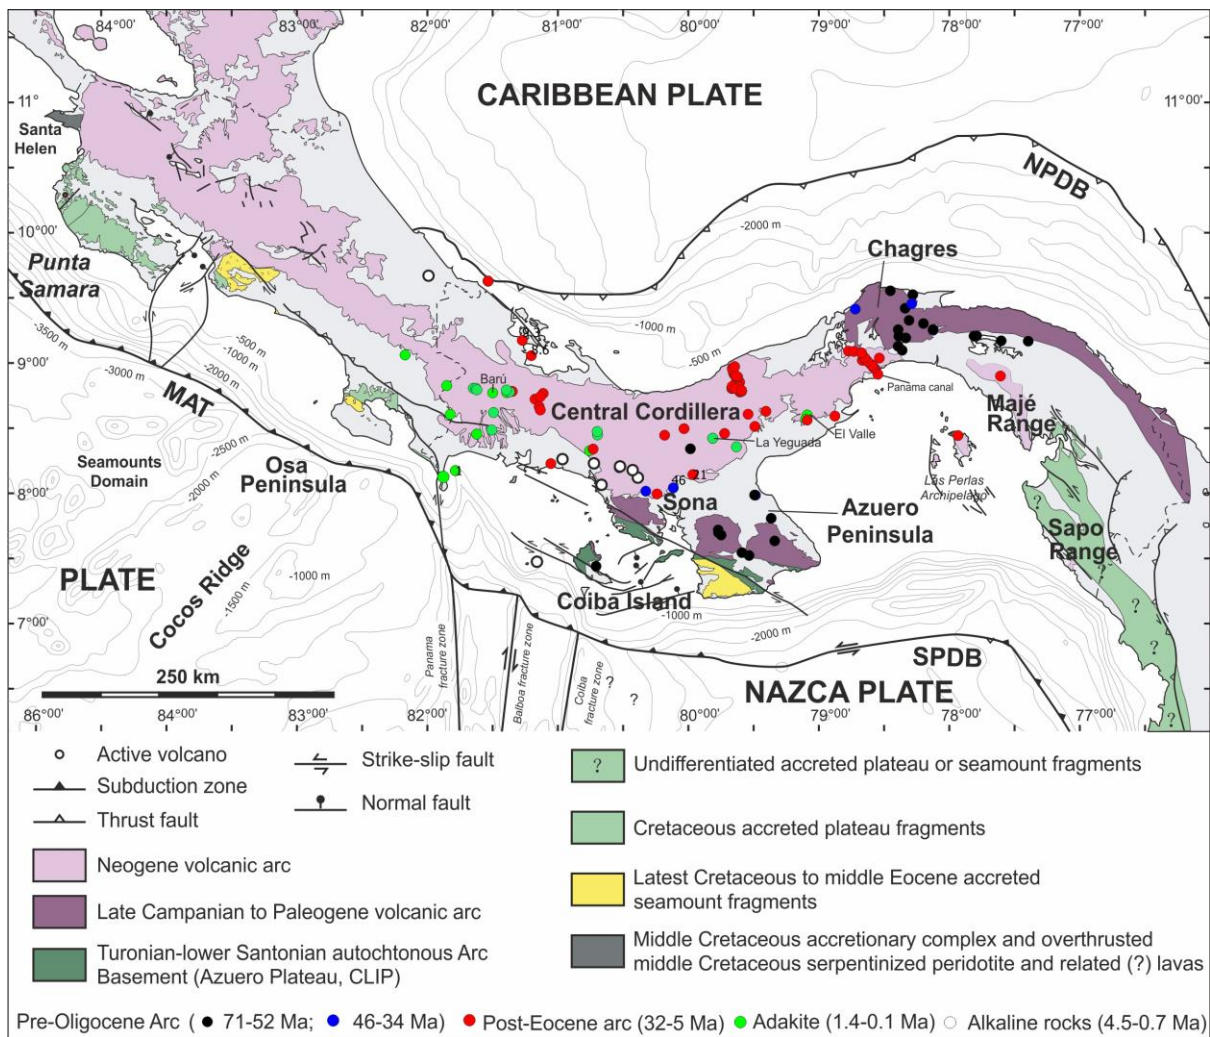 84°00' 83°00' 82°00' 81°00' 80°00' 79°00' 78°00' 77°00'
CARIBBEAN PLATE
11°
11°00'
Santa
Helen
NPDB
-2000 m
10°00'
Chagres
Punta
Samara
-1000 m
-3500 m
-500 m
-1000 m
-2000 m
-3000 m
-500 m
9°00'
8.6
MAT
Barú
Panama canal
Central Cordillera
Majé
Range
El Valle
La Yeguada
-2500 m
-2000 m
Seamounts
Domain
Osa
Peninsula
46
21
Las Perlas
Archipelago
8°00'
Sona
Azuero
Peninsula
Sapo
Range
?
PLATE
Cocos Ridge
-1000 m
-1500 m
Coiba Island
-1000 m
-2000 m
7°00'
SPDB
Panama
fracture zone
Balboa fracture zone
Coiba
fracture zone
?
?
?
?
?
?
?
250 km
NAZCA PLATE
86°00' 84°00' 83°00' 82°00' 80°00' 79°00' 78°00' 77°00'
Active volcano
Strike-slip fault
Subduction zone
Normal fault
Thrust fault
Neogene volcanic arc
Late Campanian to Paleogene volcanic arc
Turonian-lower Santonian autochtonous Arc
Basement (Azuero Plateau, CLIP)
? Undifferentiated accreted plateau or seamount fragments
Cretaceous accreted plateau fragments
Latest Cretaceous to middle Eocene accreted
seamount fragments
Middle Cretaceous accretionary complex and overthrusted
middle Cretaceous serpentinized peridotite and related (?) lavas
Pre-Oligocene Arc ( 71-52 Ma; 46-34 Ma) Post-Eocene arc (32-5 Ma) Adakite (1.4-0.1 Ma) Alkaline rocks (4.5-0.7 Ma)